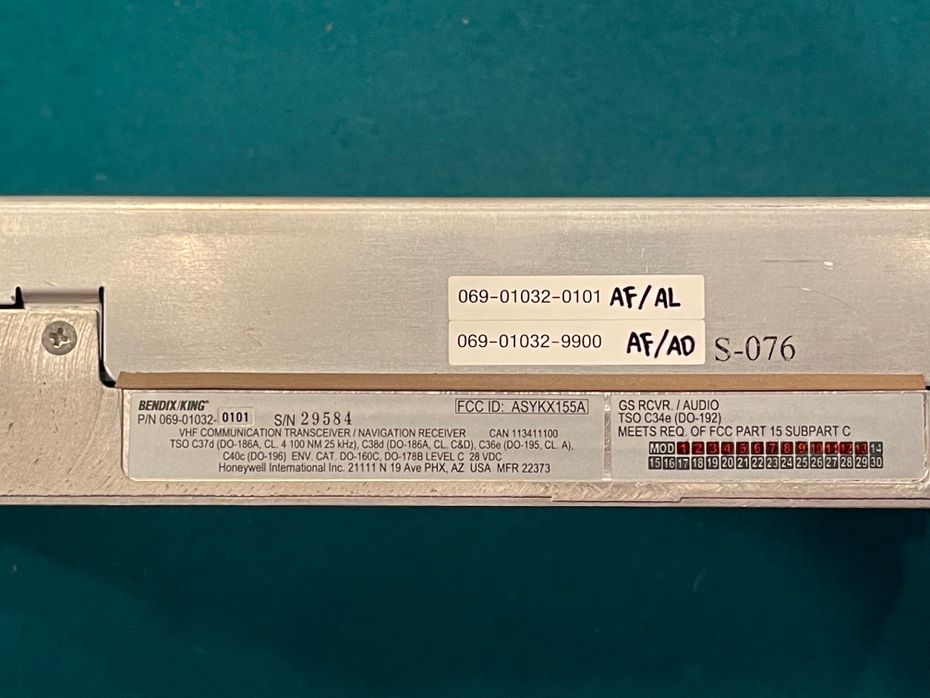 069-01032-0101 AF/AL
069-01032-9900 AF/AD S-076
BENDIX/KING® FCC ID: ASYKX155A
P/N 069-01032-0101 S/N 29584
VHF COMMUNICATION TRANSCEIVER / NAVIGATION RECEIVER CAN 113411100
TSO C37d (DO-186A, CL. 4 100 NM 25 kHz), C38d (DO-186A, CL. C&D), C36e (DO-195, CL. A),
C40c (DO-196) ENV. CAT. DO-160C, DO-178B LEVEL C 28 VDC
Honeywell International Inc. 21111 N 19 Ave PHX, AZ USA MFR 22373
GS RCVR. / AUDIO
TSO C34e (DO-192)
MEETS REQ. OF FCC PART 15 SUBPART C
MOD 1 2 3 4 5 6 7 8 9 10 11 12 13 14
15 16 17 18 19 20 21 22 23 24 25 26 27 28 29 30